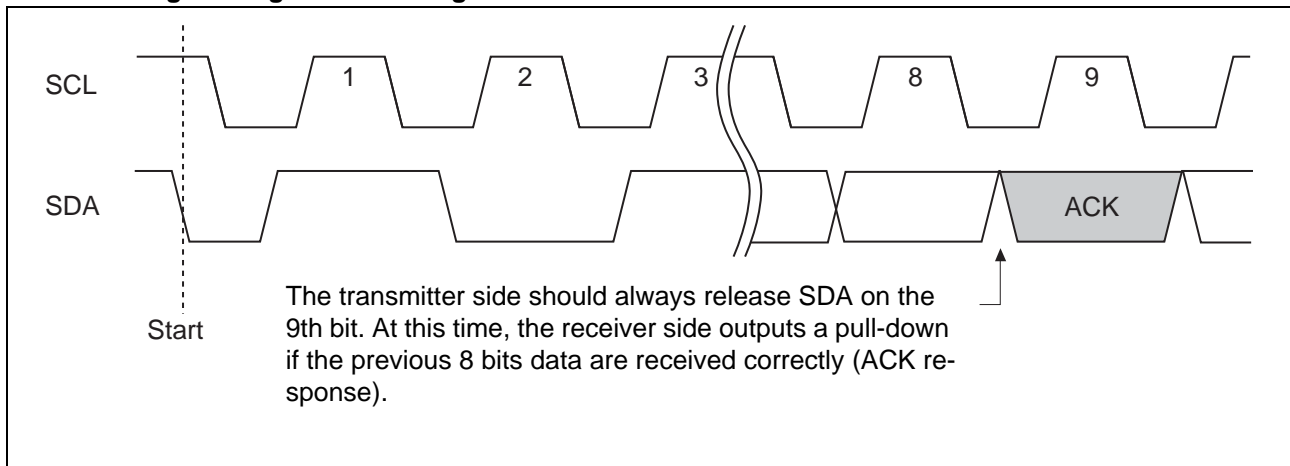 SCL
1
2
3
8
9
SDA
ACK
Start
The transmitter side should always release SDA on the
9th bit. At this time, the receiver side outputs a pull-down
if the previous 8 bits data are received correctly (ACK re-
sponse).